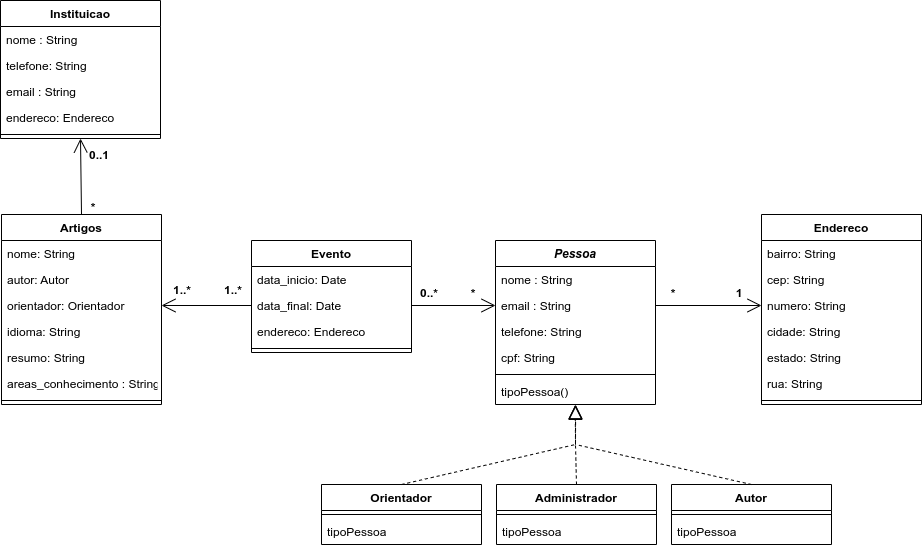 Instituicao
nome : String
telefone: String
email : String
endereco: Endereco
0..1
*
Artigos
nome: String
autor: Autor
orientador: Orientador
idioma: String
resumo: String
areas_conhecimento : String
1..*
1..*
Evento
data_inicio: Date
data_final: Date
endereco: Endereco
0..*
*
Pessoa
nome : String
email : String
telefone: String
cpf: String
tipoPessoa()
*
1
Endereco
bairro: String
cep: String
numero: String
cidade: String
estado: String
rua: String
Orientador
tipoPessoa
Administrador
tipoPessoa
Autor
tipoPessoa